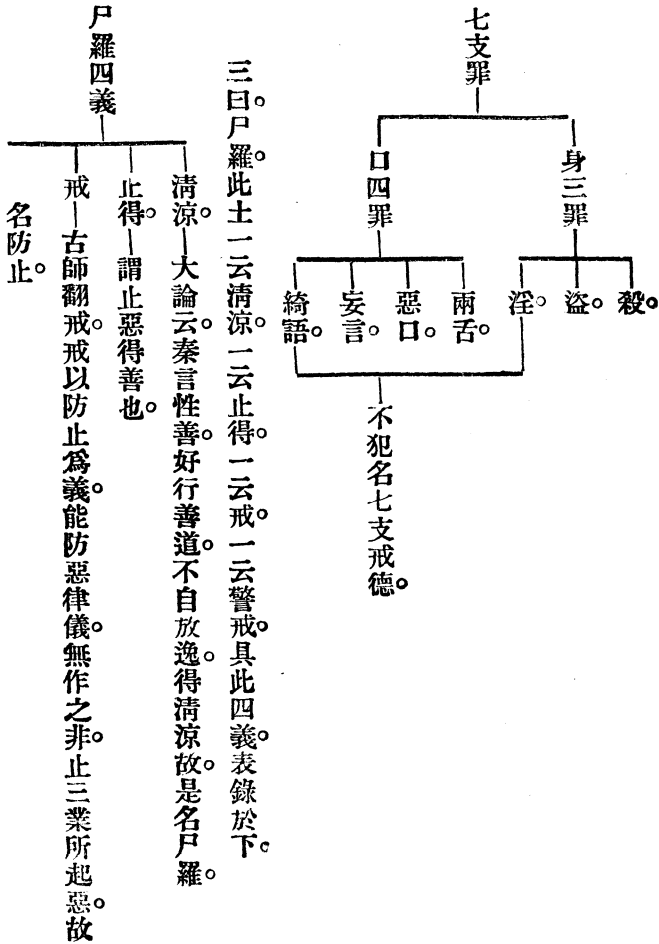 七支罪
身三罪
殺。
盜。
淫。
口四罪
兩舌。
惡口。
妄言。
綺語。
不犯名七支戒德。
三曰。尸羅。此土一云清涼。一云止得。一云戒。一云警戒。具此四義。表錄於下。
尸羅四義
清涼。—大論云。秦言性善。好行善道。不自放逸。得清涼故。是名尸羅。
止得。—謂止惡得善也。
戒—古師翻戒。戒以防止爲義。能防惡律儀。無作之非。止三業所起惡。故
名防止。